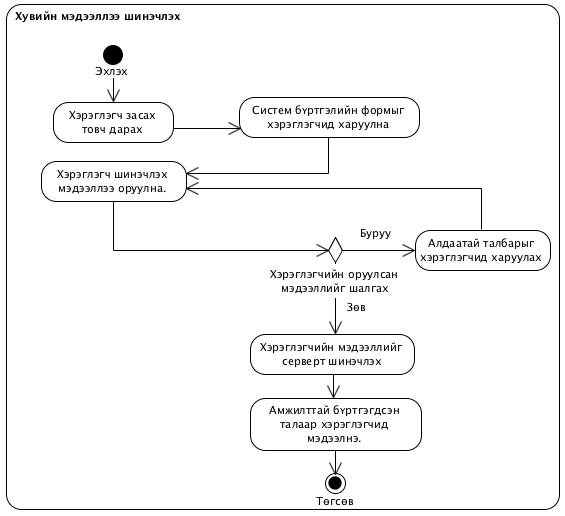 Хувийн мэдээллээ шинэчлэх
Эхлэх
Хэрэглэгч засах
товч дарах
Систем бүртгэлийн формыг
хэрэглэгчид харуулна
Хэрэглэгч шинэчлэх
мэдээллээ оруулна.
Буруу
Алдаатай талбарыг
хэрэглэгчид харуулах
Хэрэглэгчийн оруулсан
мэдээллийг шалгах
Зөв
Хэрэглэгчийн мэдээллийг
серверт шинэчлэх
Амжилттай бүртгэгдсэн
талаар хэрэглэгчид
мэдээлнэ.
Төгсөв